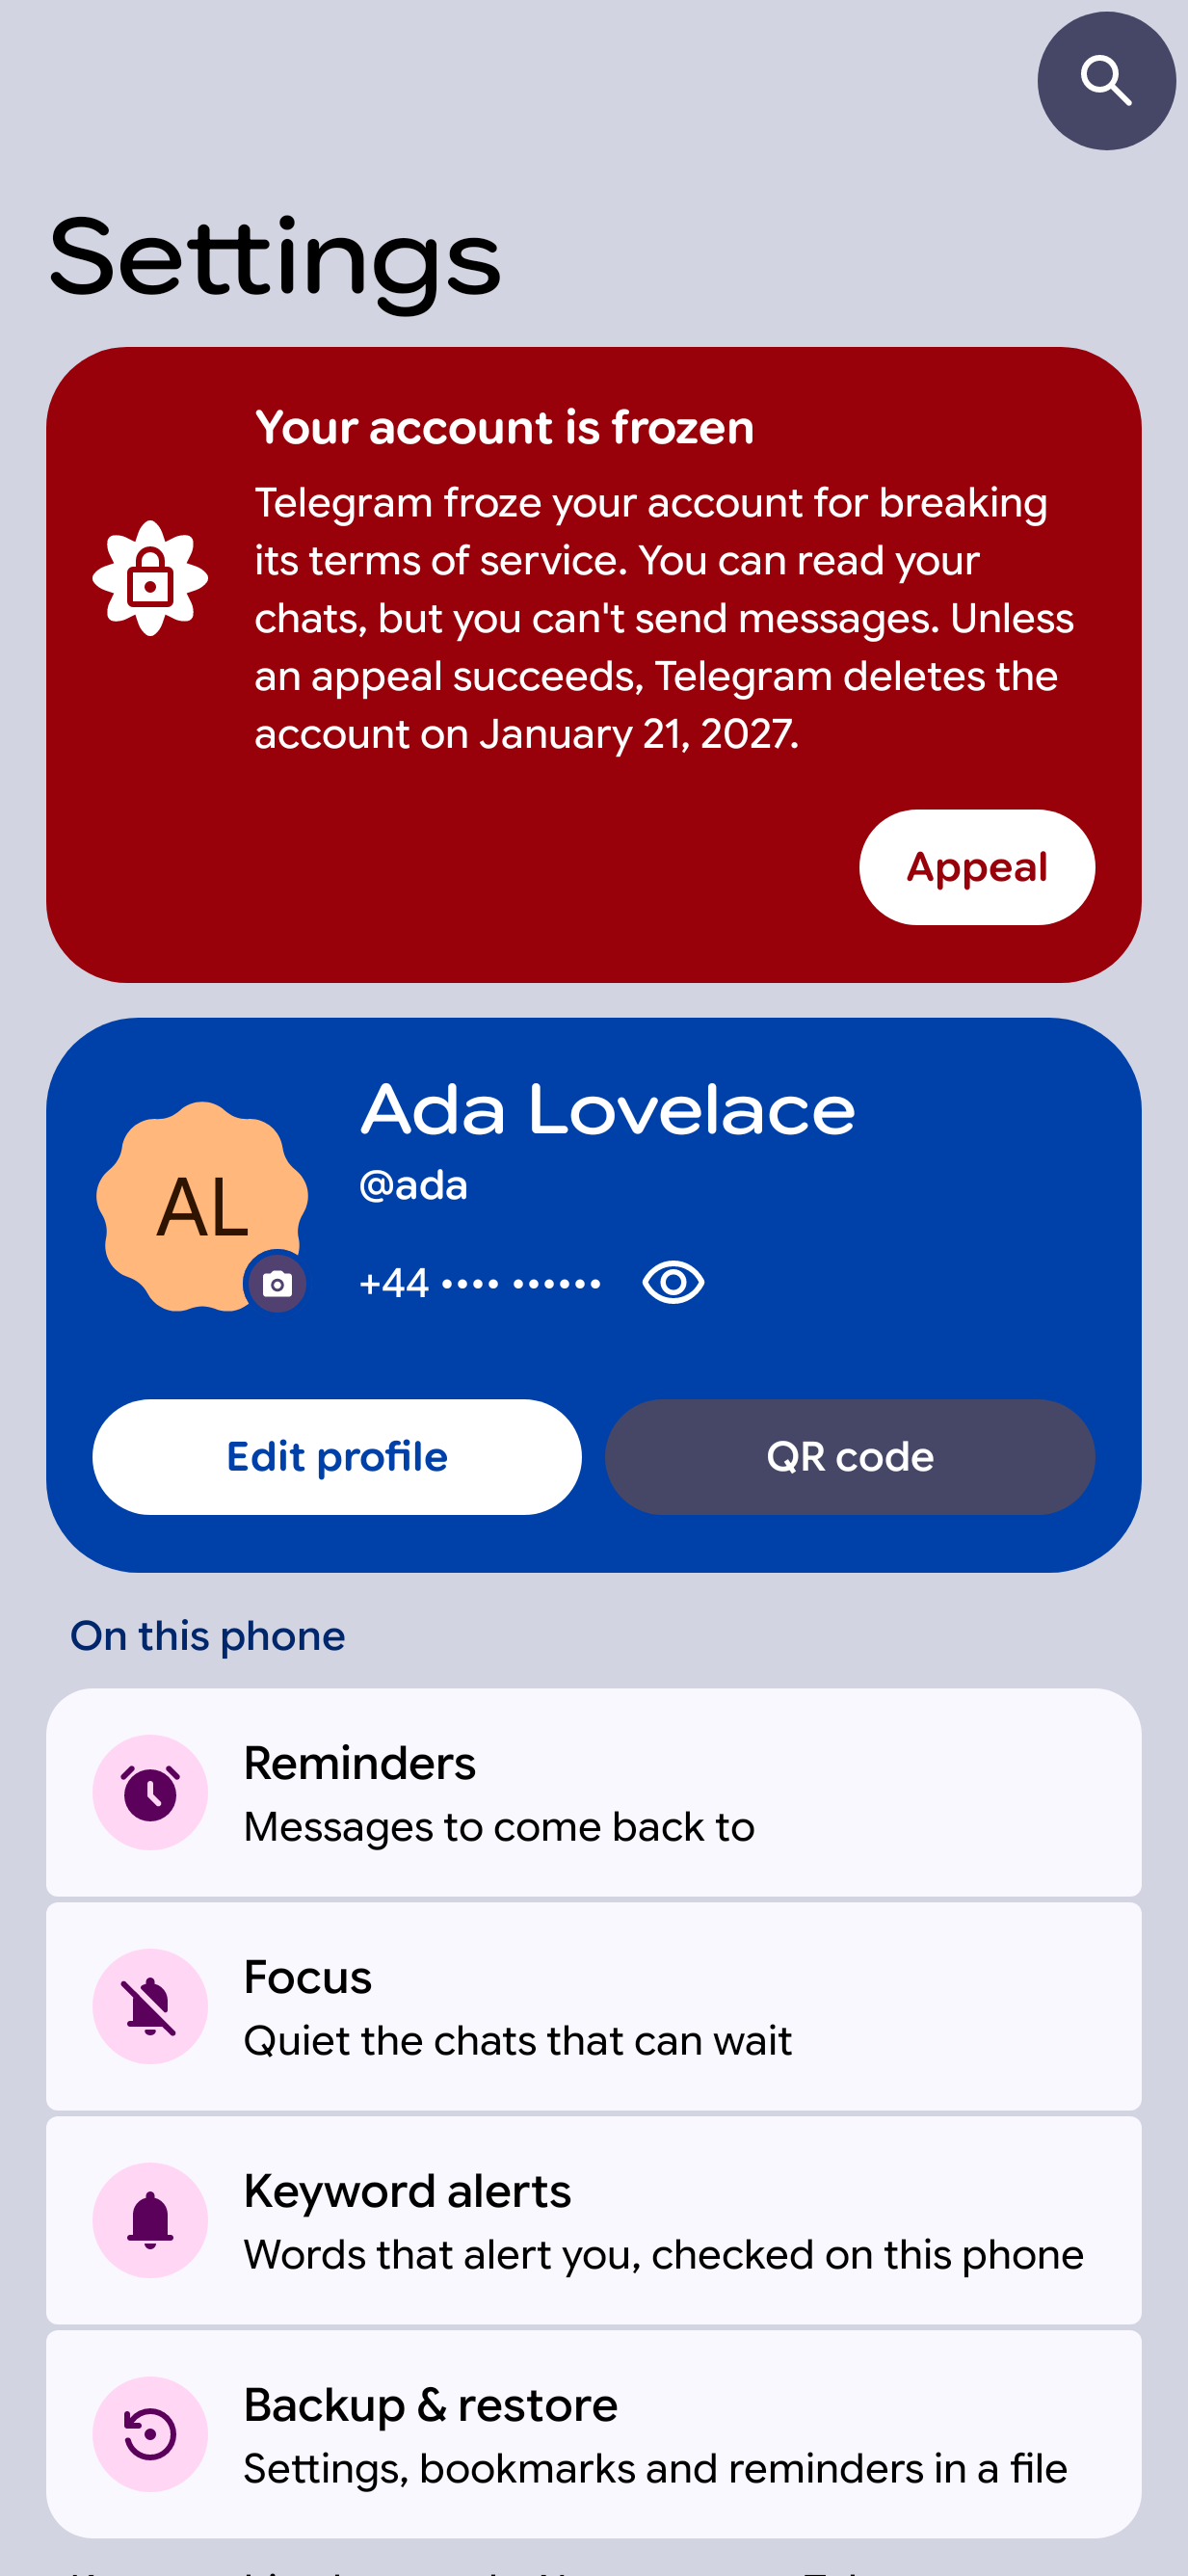 Settings
Your account is frozen
Telegram froze your account for breaking
its terms of service. You can read your
chats, but you can't send messages. Unless
an appeal succeeds, Telegram deletes the
account on January 21, 2027.
Appeal
AL
Ada Lovelace
@ada
+44 •••• ••••••
Edit profile
QR code
On this phone
Reminders
Messages to come back to
Focus
Quiet the chats that can wait
Keyword alerts
Words that alert you, checked on this phone
Backup & restore
Settings, bookmarks and reminders in a file